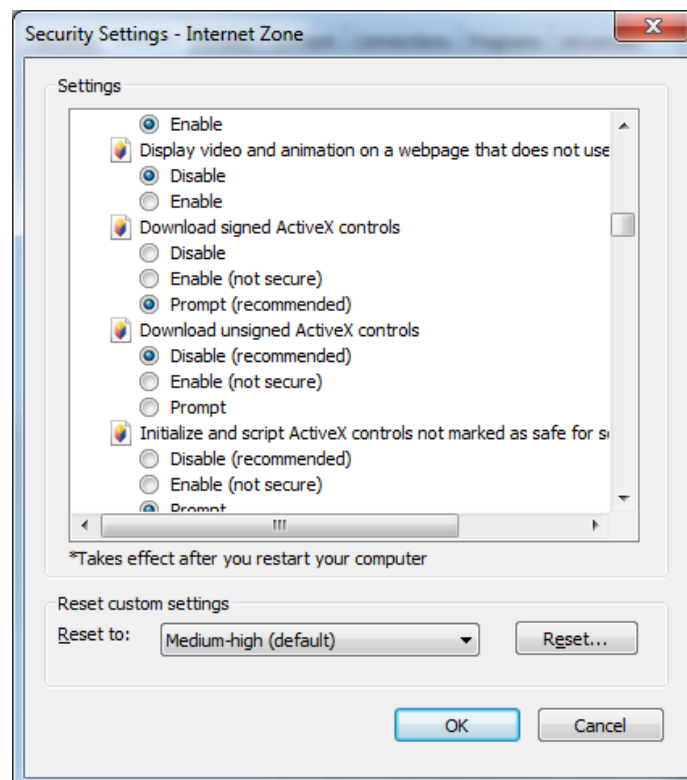 Security Settings - Internet Zone
Settings
Enable
Display video and animation on a webpage that does not use
Disable
Enable
Download signed ActiveX controls
Disable
Enable (not secure)
Prompt (recommended)
Download unsigned ActiveX controls
Disable (recommended)
Enable (not secure)
Prompt
Initialize and script ActiveX controls not marked as safe for
Disable (recommended)
Enable (not secure)
Prompt
*Takes effect after you restart your computer
Reset custom settings
Reset to: Medium-high (default) Reset...
OK Cancel